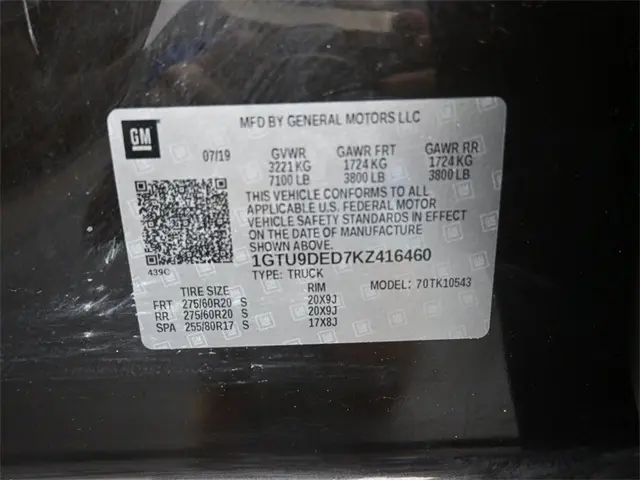 MFD BY GENERAL MOTORS LLC
GM
07/19 GVWR GAWR FRT GAWR RR
3221 KG 1724 KG 1724 KG
7100 LB 3800 LB 3800 LB
THIS VEHICLE CONFORMS TO ALL
APPLICABLE U.S. FEDERAL MOTOR
VEHICLE SAFETY STANDARDS IN EFFECT
ON THE DATE OF MANUFACTURE
SHOWN ABOVE.
1GTU9DED7KZ416460
439C
TYPE: TRUCK MODEL: 70TK10543
TIRE SIZE RIM
FRT 275/60R20 S 20X9J
RR 275/60R20 S 20X9J
SPA 255/80R17 S 17X8J